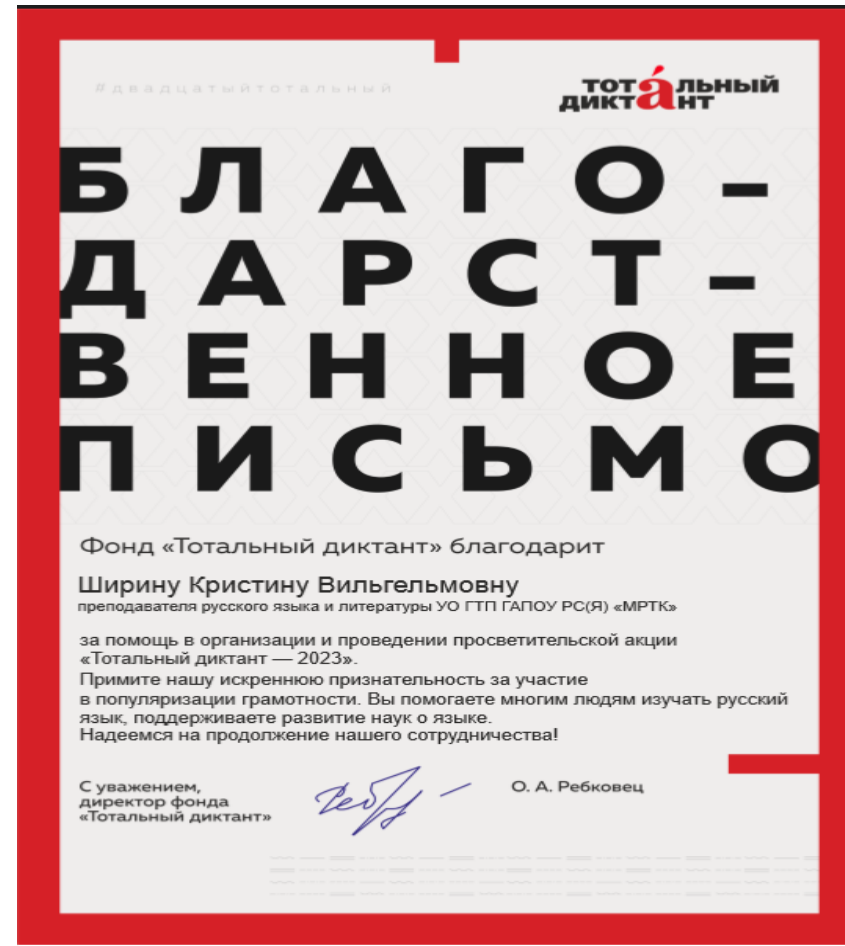 #двадцатыйтотальный
тота́льный
диктант
БЛАГО-
ДАРСТ-
ВЕННОЕ
ПИСЬМО
Фонд «Тотальный диктант» благодарит
Ширину Кристину Вильгельмовну
преподавателя русского языка и литературы УО ГТП ГАПОУ РС(Я) «МРТК»
за помощь в организации и проведении просветительской акции
«Тотальный диктант — 2023».
Примите нашу искреннюю признательность за участие
в популяризации грамотности. Вы помогаете многим людям изучать русский
язык, поддерживаете развитие наук о языке.
Надеемся на продолжение нашего сотрудничества!
С уважением,
директор фонда
«Тотальный диктант»
О. А. Ребковец